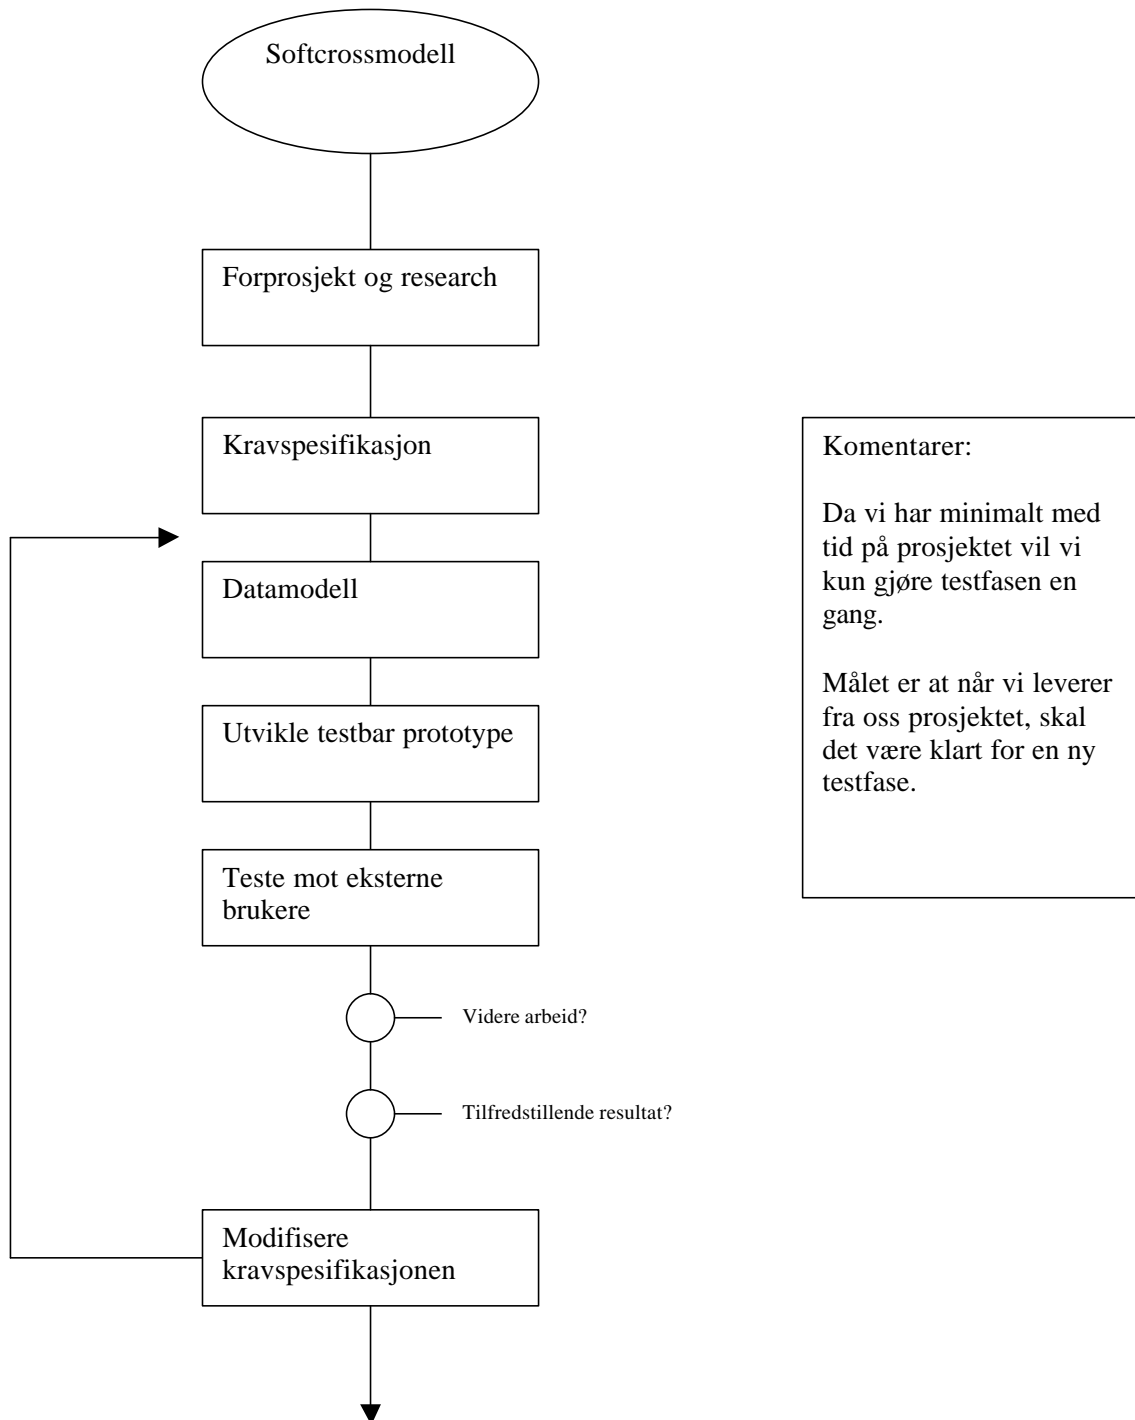 Softcrossmodell
Forprosjekt og research
Kravspesifikasjon
Datamodell
Utvikle testbar prototype
Teste mot eksterne
brukere
Videre arbeid?
Tilfredstillende resultat?
Modifisere
kravspesifikasjonen
Komentarer:
Da vi har minimalt med
tid på prosjektet vil vi
kun gjøre testfasen en
gang.
Målet er at når vi leverer
fra oss prosjektet, skal
det være klart for en ny
testfase.